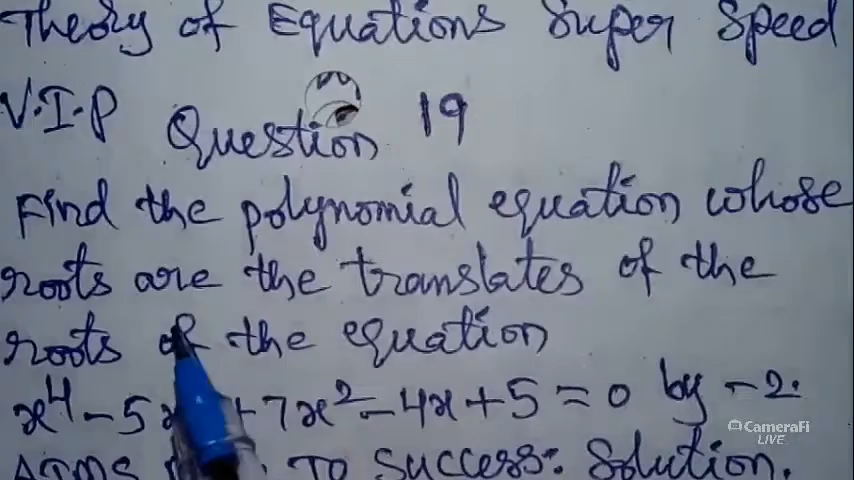 Theory of Equations Super Speed
V.I.P Question 19
Find the polynomial equation whose
roots are the translates of the
roots of the equation
x⁴ - 5x +7x² - 4x + 5 = 0 by -2.
CameraFi
LIVE
TO SUCCESS: Solution.